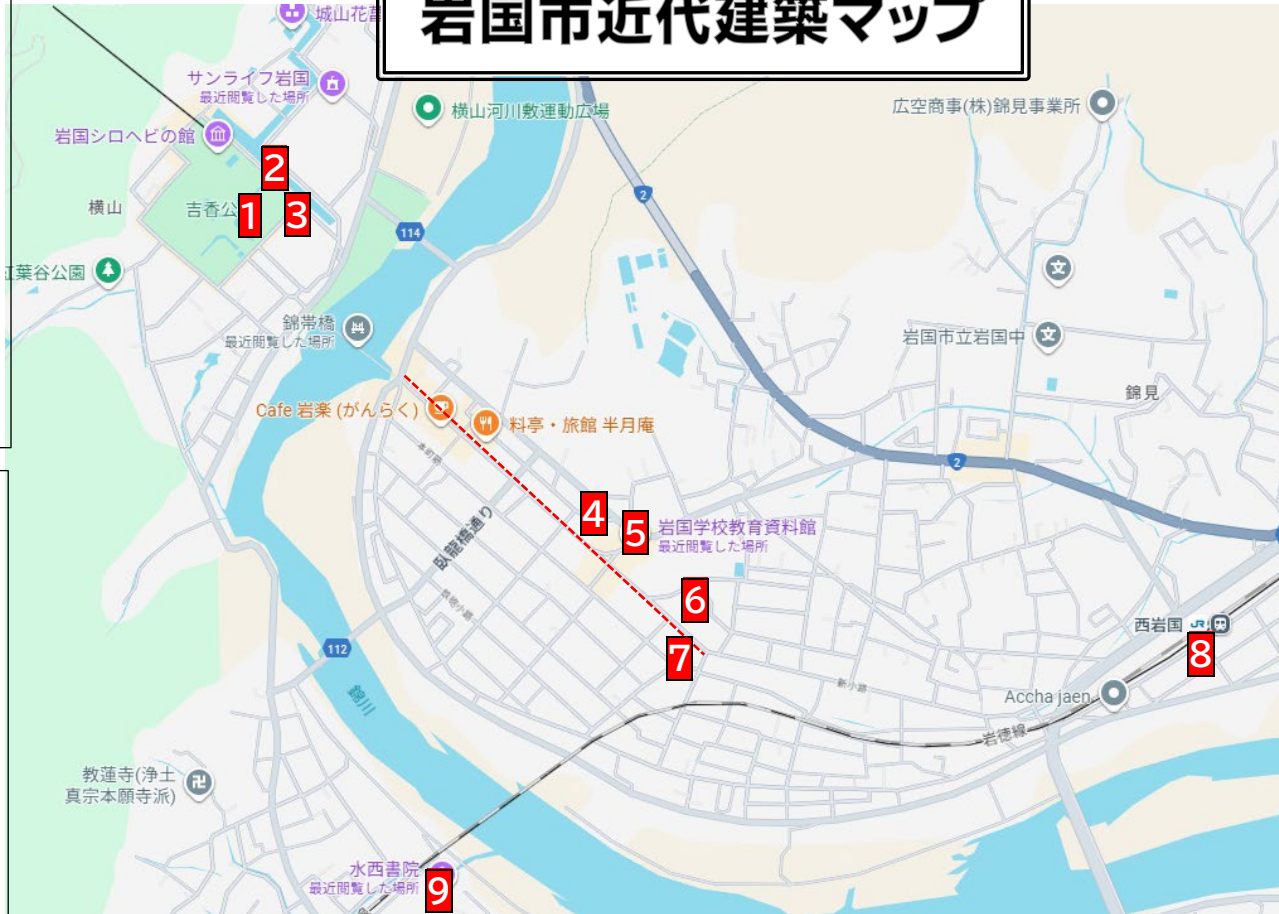 岩国市近代建築マップ
城山花菖
サンライフ岩国
最近閲覧した場所
横山河川敷運動広場
広空商事(株)錦見事業所
岩国シロヘビの館
2
2
横山
吉香公
1
3
114
紅葉谷公園
錦帯橋
最近閲覧した場所
岩国市立岩国中
錦見
Cafe 岩楽 (がんらく)
料亭・旅館 半月庵
2
臥龍橋通り
4
5
岩国学校教育資料館
最近閲覧した場所
6
7
112
錦川
西岩国 JR
8
新小路
Accha jaen
岩徳線
教蓮寺(浄土
真宗本願寺派)
水西書院
最近閲覧した場所
9